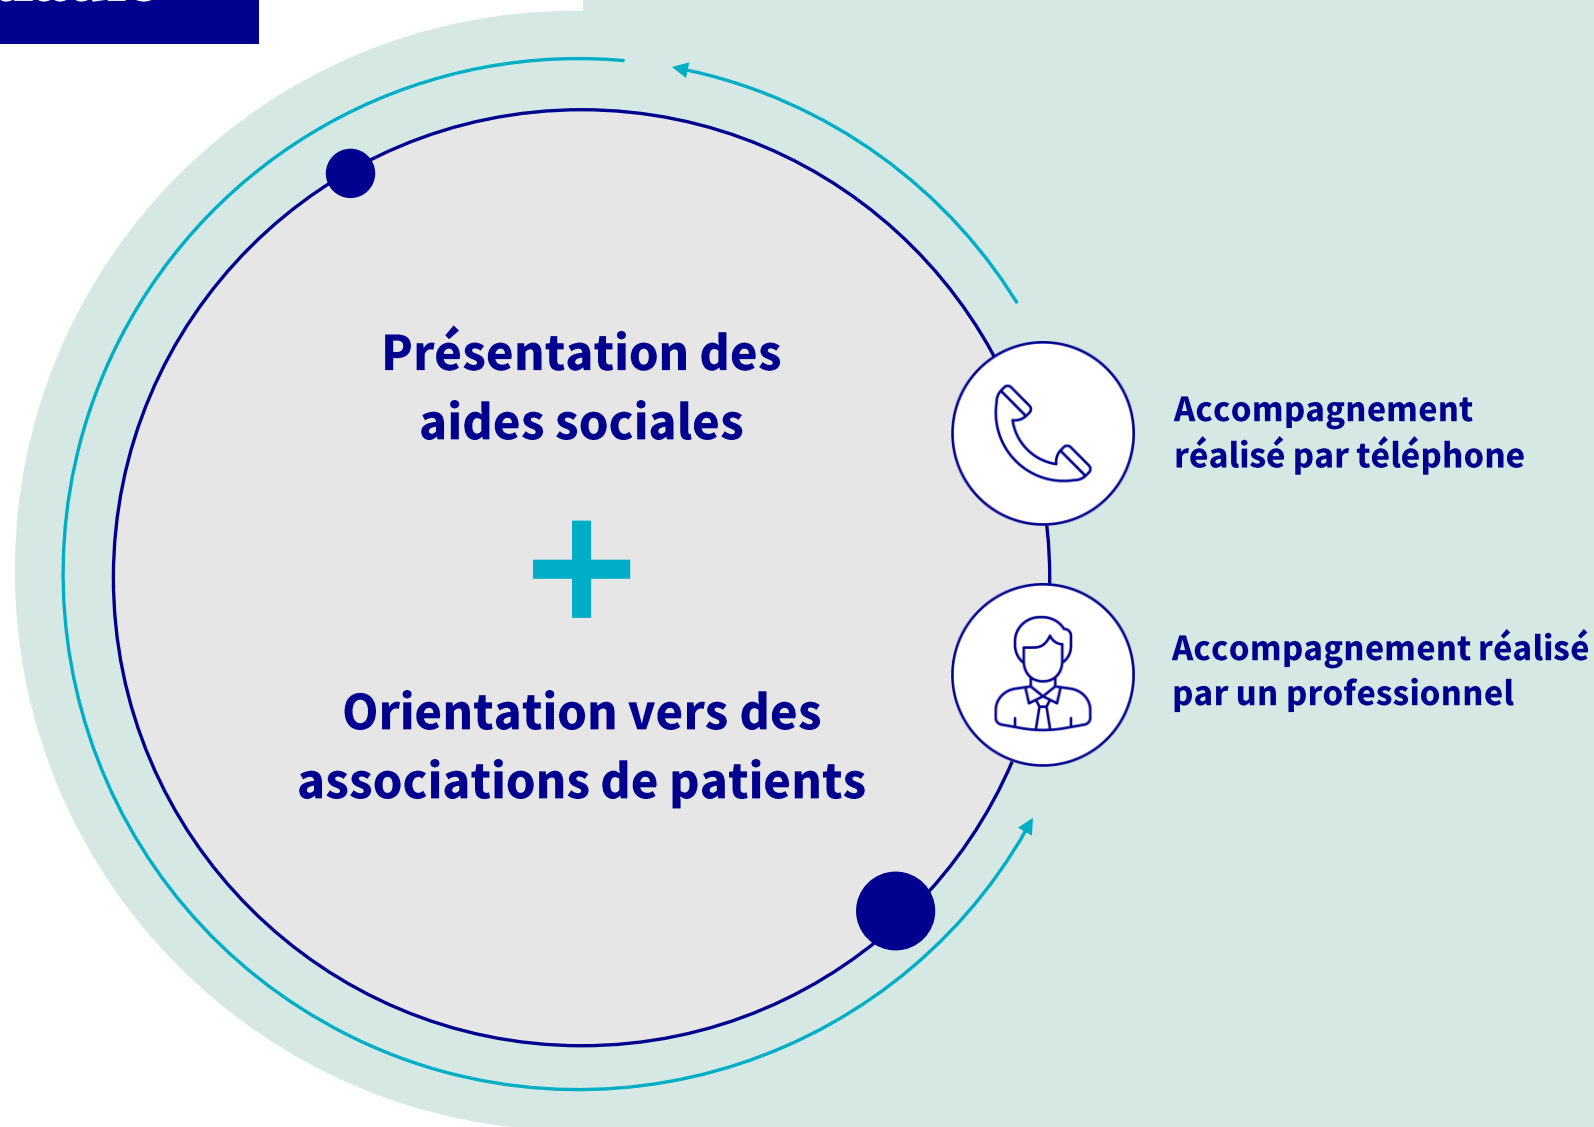 Présentation des
aides sociales
+
Orientation vers des
associations de patients
Accompagnement
réalisé par téléphone
Accompagnement réalisé
par un professionnel